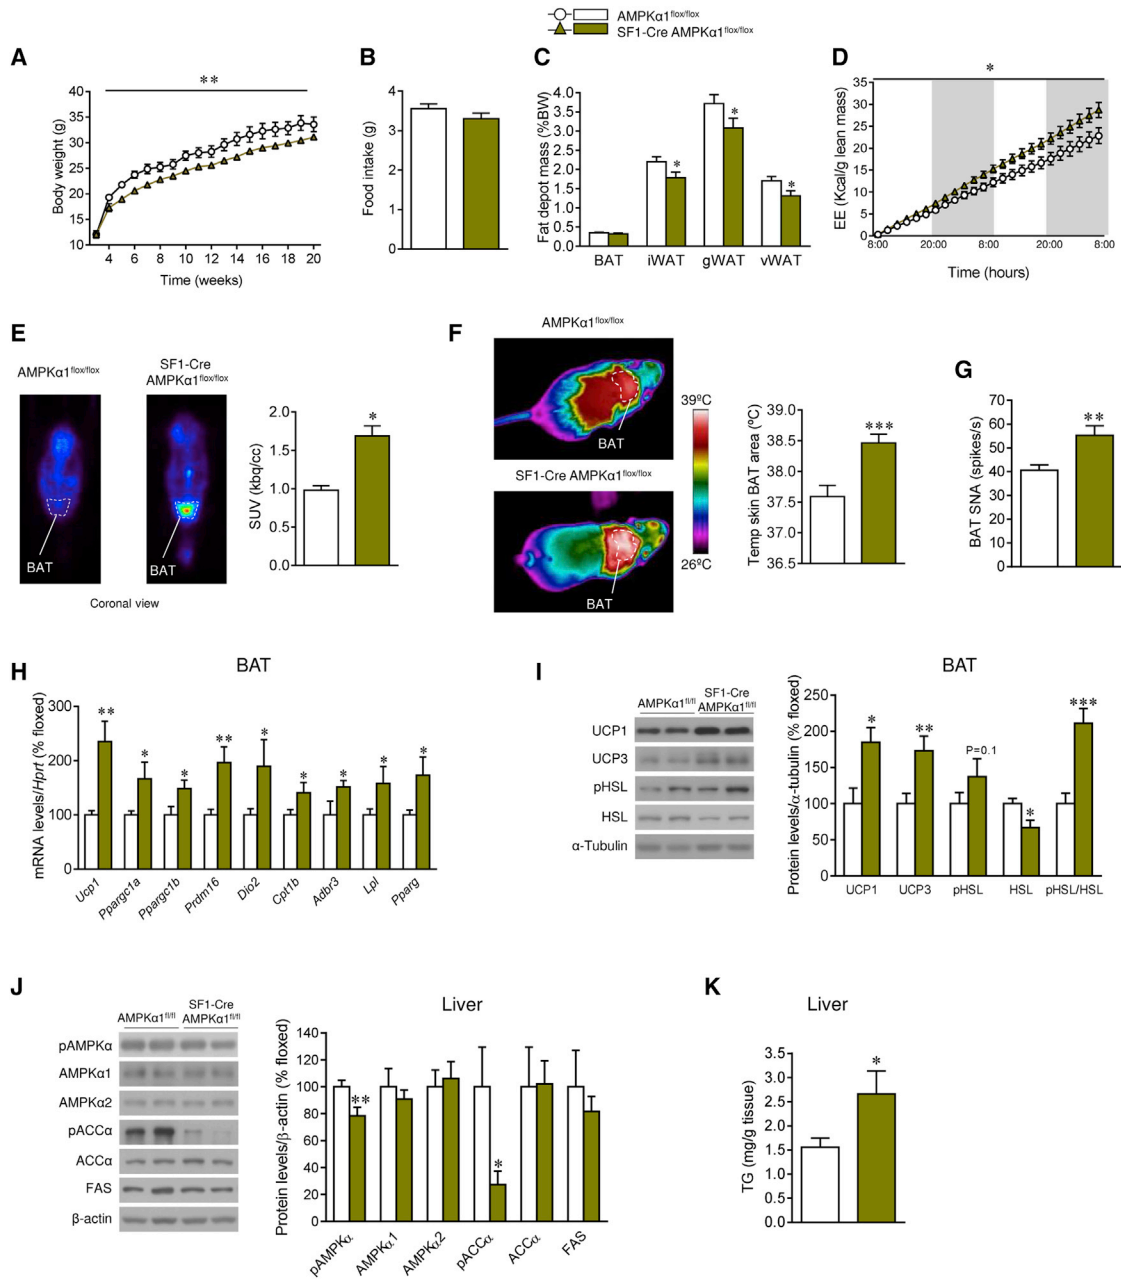 AMPKα1flox/flox
SF1-Cre AMPKα1flox/flox
A
**
Body weight (g)
40
35
30
25
20
15
10
4 6 8 10 12 14 16 18 20
Time (weeks)
B
Food intake (g)
4
3
2
1
0
C
Fat depot mass (%BW)
4.0
3.5
3.0
2.5
2.0
1.5
1.0
0.5
0.0
* * *
BAT iWAT gWAT vWAT
D
*
EE (Kcal/g lean mass)
35
30
25
20
15
10
5
0
8:00 20:00 8:00 20:00 8:00
Time (hours)
E
AMPKα1flox/flox
SF1-Cre
AMPKα1flox/flox
BAT
BAT
Coronal view
SUV (kbq/cc)
2.0
1.5
1.0
0.5
0.0
*
F
AMPKα1flox/flox
BAT
SF1-Cre AMPKα1flox/flox
BAT
39ºC
26ºC
Temp skin BAT area (ºC)
39.0
38.5
38.0
37.5
37.0
36.5
***
G
BAT SNA (spikes/s)
80
60
40
20
0
**
H
BAT
mRNA levels/Hprt (% floxed)
300
200
100
0
** * * ** * * * * *
Ucp1 Ppargc1a Ppargc1b Prdm16 Dio2 Cpt1b Adbr3 Lpl Pparg
I
AMPKα1fl/fl
SF1-Cre
AMPKα1fl/fl
UCP1
UCP3
pHSL
HSL
α-Tubulin
BAT
Protein levels/α-tubulin (% floxed)
250
200
150
100
50
0
* ** P=0.1 * ***
UCP1 UCP3 pHSL HSL pHSL/HSL
J
AMPKα1fl/fl
SF1-Cre
AMPKα1fl/fl
pAMPKα
AMPKα1
AMPKα2
pACCα
ACCα
FAS
β-actin
Liver
Protein levels/β-actin (% floxed)
140
120
100
80
60
40
20
0
** *
pAMPKα AMPKα1 AMPKα2 pACCα ACCα FAS
K
Liver
TG (mg/g tissue)
3.5
3.0
2.5
2.0
1.5
1.0
0.5
0.0
*